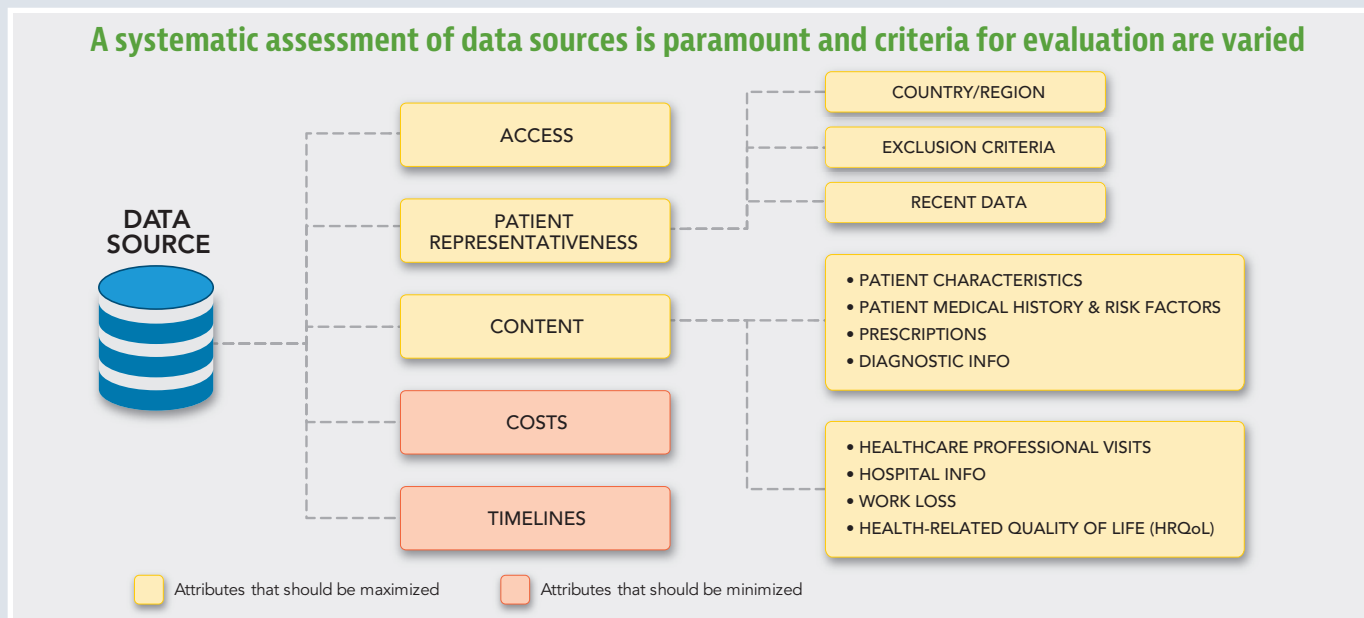 A systematic assessment of data sources is paramount and criteria for evaluation are varied
DATA
SOURCE
ACCESS
PATIENT
REPRESENTATIVENESS
CONTENT
COSTS
TIMELINES
COUNTRY/REGION
EXCLUSION CRITERIA
RECENT DATA
• PATIENT CHARACTERISTICS
• PATIENT MEDICAL HISTORY & RISK FACTORS
• PRESCRIPTIONS
• DIAGNOSTIC INFO
• HEALTHCARE PROFESSIONAL VISITS
• HOSPITAL INFO
• WORK LOSS
• HEALTH-RELATED QUALITY OF LIFE (HRQoL)
Attributes that should be maximized
Attributes that should be minimized